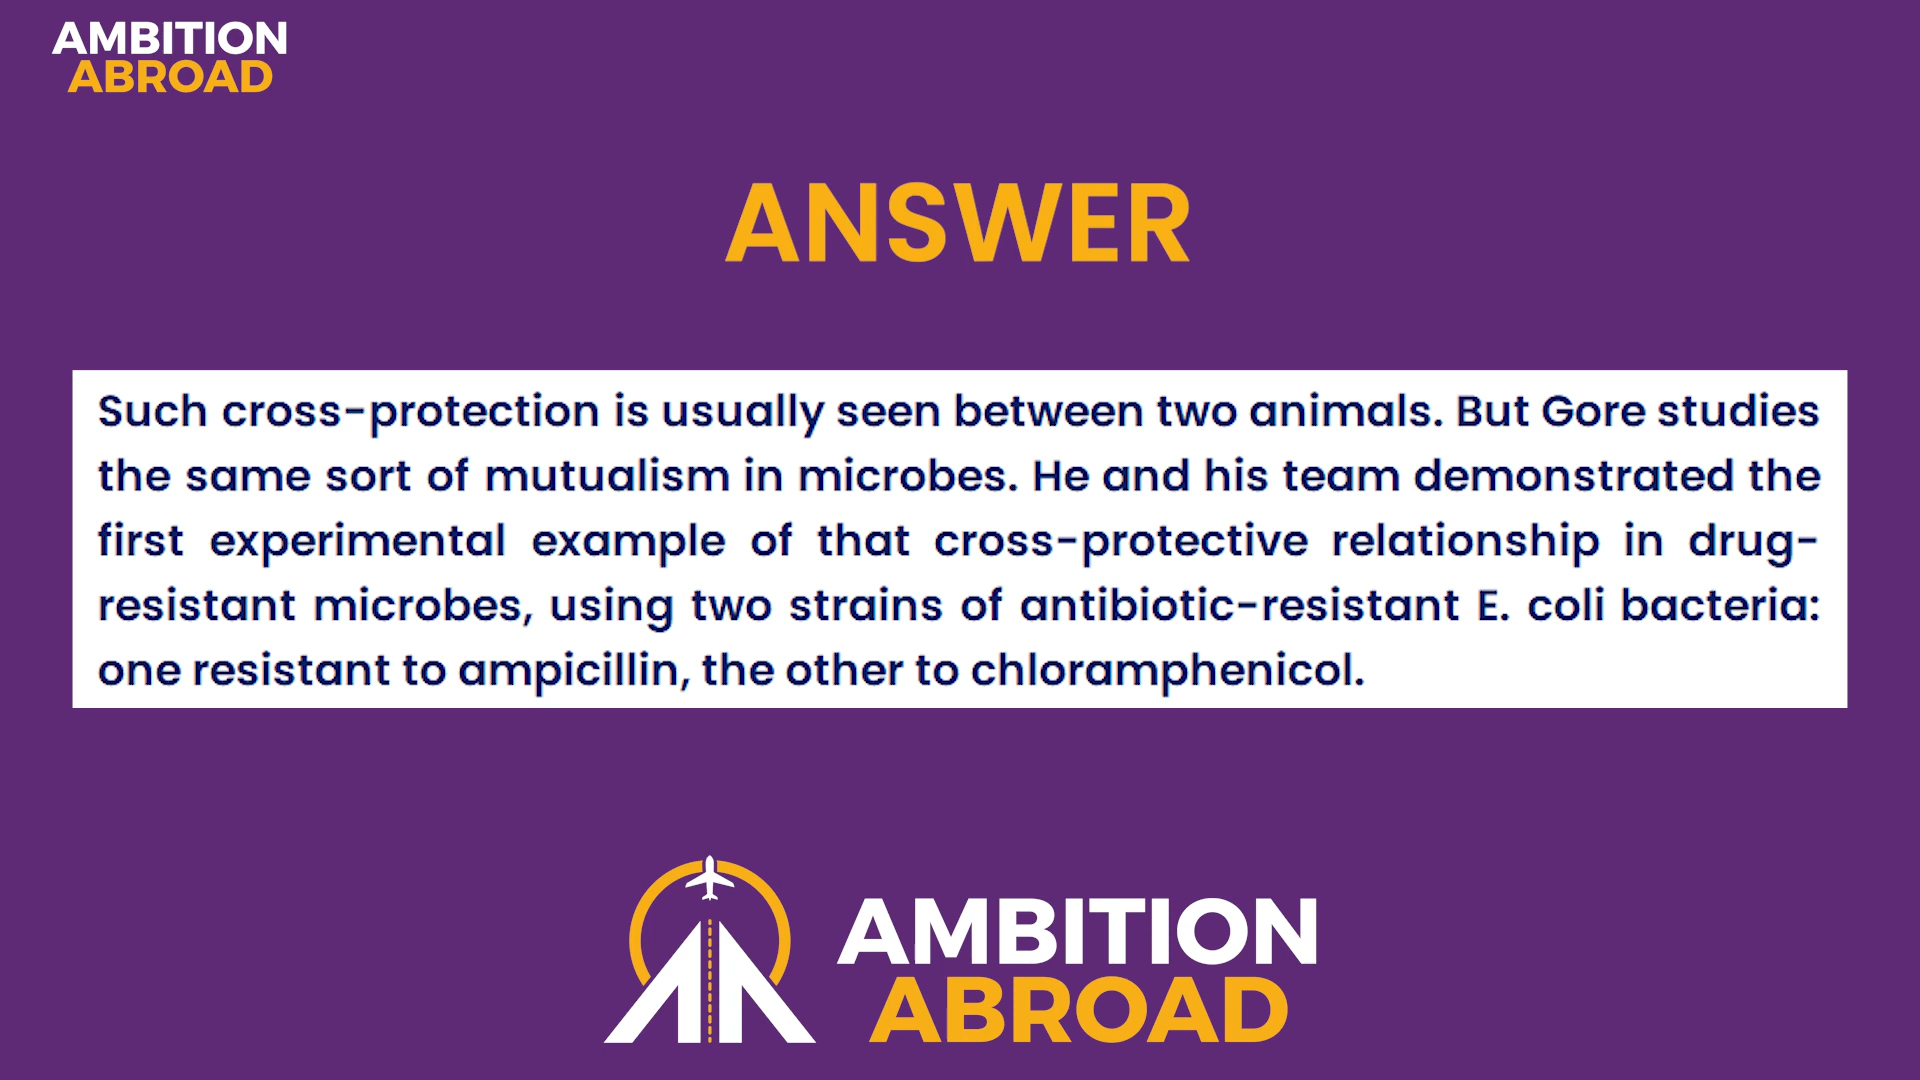 AMBITION
ABROAD
ANSWER
Such cross-protection is usually seen between two animals. But Gore studies
the same sort of mutualism in microbes. He and his team demonstrated the
first experimental example of that cross-protective relationship in drug-
resistant microbes, using two strains of antibiotic-resistant E. coli bacteria:
one resistant to ampicillin, the other to chloramphenicol.
AMBITION
ABROAD